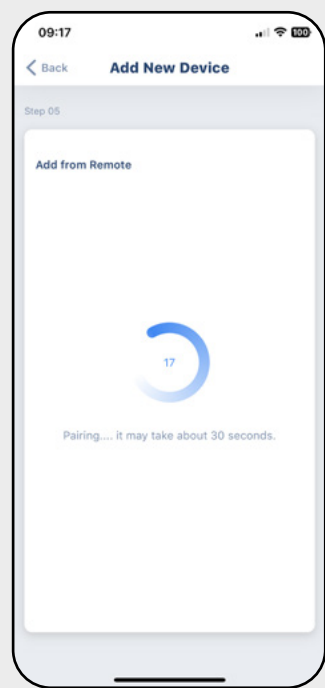 09:17
100
Back
Add New Device
Step 05
Add from Remote
17
Pairing.... it may take about 30 seconds.